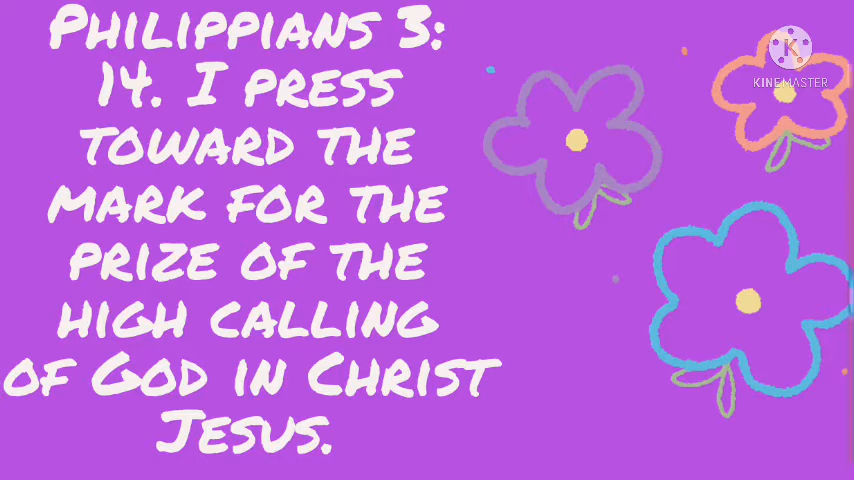 Philippians 3:
14. I press
toward the
mark for the
prize of the
high calling
of God in Christ
Jesus.
K
KINEMASTER